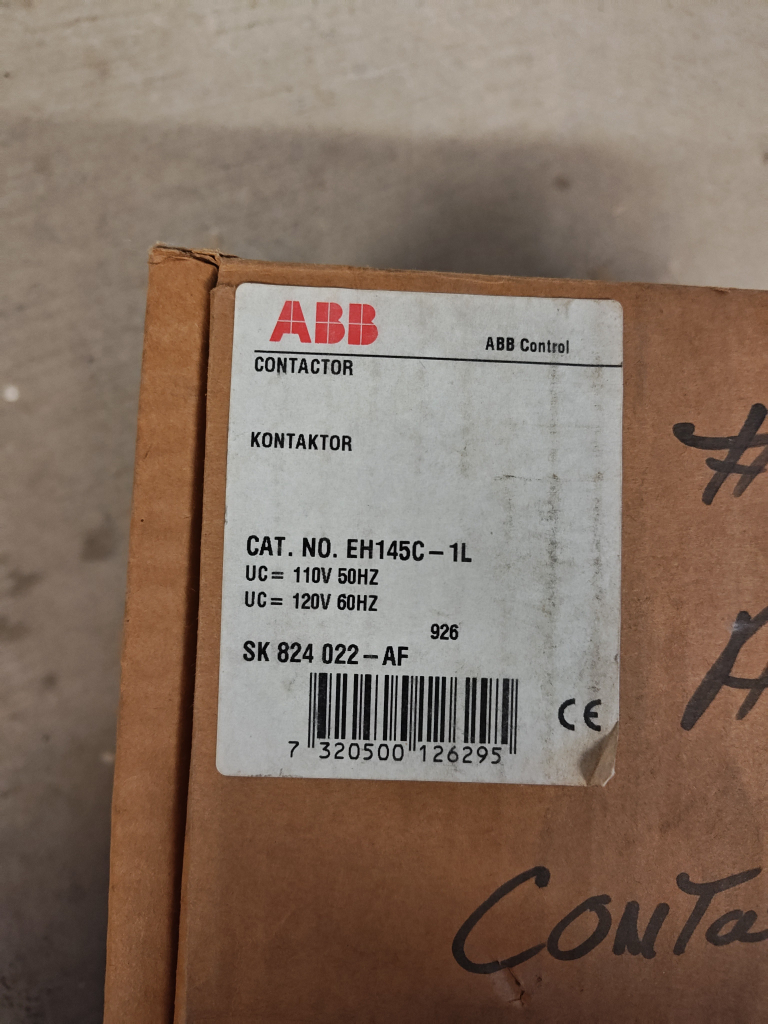 ABB
ABB Control
CONTACTOR
KONTAKTOR
CAT. NO. EH145C-1L
UC= 110V 50HZ
UC= 120V 60HZ
926
SK 824 022-AF
CE
7 320500 126295
#
A
Conta